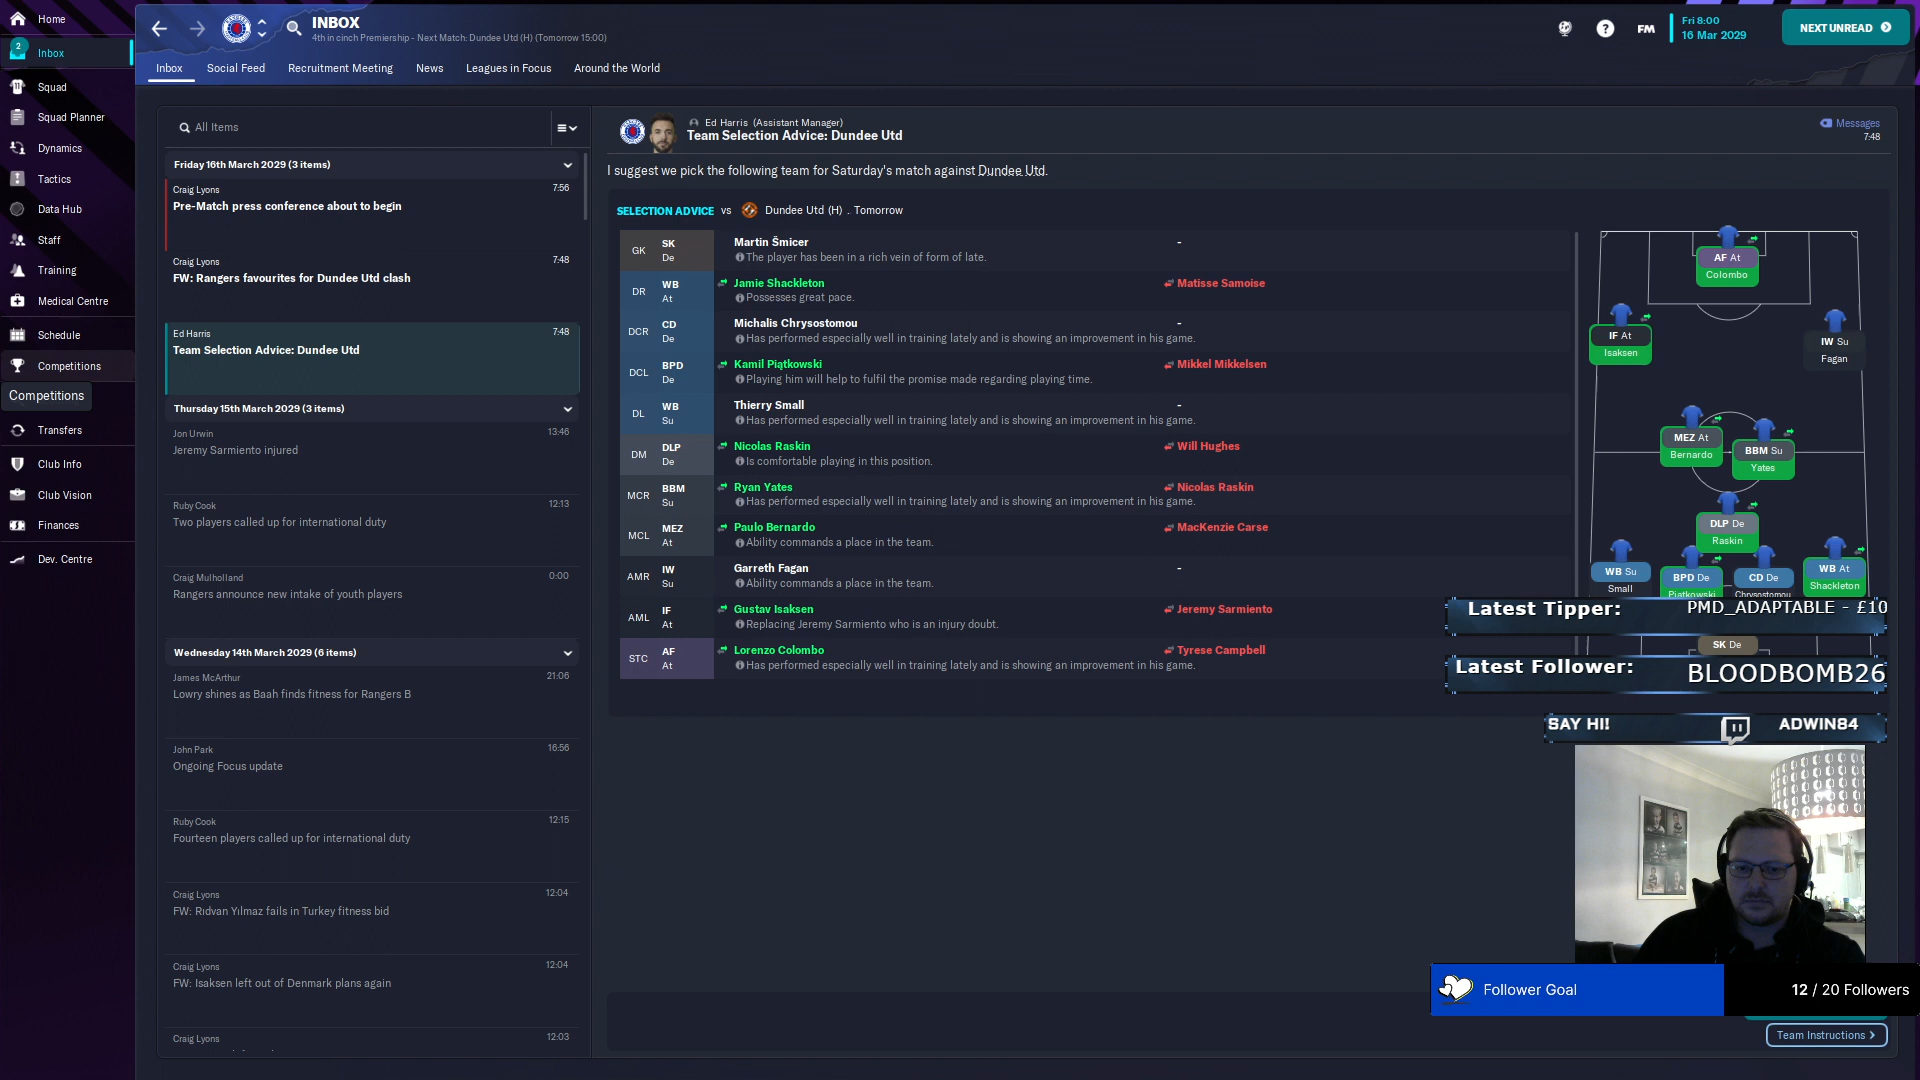 Home
2
Inbox
Squad
Squad Planner
Dynamics
Tactics
Data Hub
Staff
Training
Medical Centre
Schedule
Competitions
Competitions
Transfers
Club Info
Club Vision
Finances
Dev. Centre
INBOX
4th in cinch Premiership - Next Match: Dundee Utd (H) (Tomorrow 15:00)
FM
Fri 8:00
16 Mar 2029
NEXT UNREAD
Inbox
Social Feed
Recruitment Meeting
News
Leagues in Focus
Around the World
All Items
Friday 16th March 2029 (3 items)
Craig Lyons 7:56
Pre-Match press conference about to begin
Craig Lyons 7:48
FW: Rangers favourites for Dundee Utd clash
Ed Harris 7:48
Team Selection Advice: Dundee Utd
Thursday 15th March 2029 (3 items)
Jon Urwin 13:46
Jeremy Sarmiento injured
Ruby Cook 12:13
Two players called up for international duty
Craig Mulholland 0:00
Rangers announce new intake of youth players
Wednesday 14th March 2029 (6 items)
James McArthur 21:06
Lowry shines as Baah finds fitness for Rangers B
John Park 16:56
Ongoing Focus update
Ruby Cook 12:15
Fourteen players called up for international duty
Craig Lyons 12:04
FW: Rıdvan Yılmaz fails in Turkey fitness bid
Craig Lyons 12:04
FW: Isaksen left out of Denmark plans again
Craig Lyons 12:03
Ed Harris (Assistant Manager)
Team Selection Advice: Dundee Utd
Messages
7:48
I suggest we pick the following team for Saturday's match against Dundee Utd.
SELECTION ADVICE vs Dundee Utd (H) . Tomorrow
GK SK De Martin Šmicer -
The player has been in a rich vein of form of late.
DR WB At Jamie Shackleton Matisse Samoise
Possesses great pace.
DCR CD De Michalis Chrysostomou -
Has performed especially well in training lately and is showing an improvement in his game.
DCL BPD De Kamil Piątkowski Mikkel Mikkelsen
Playing him will help to fulfil the promise made regarding playing time.
DL WB Su Thierry Small -
Has performed especially well in training lately and is showing an improvement in his game.
DM DLP De Nicolas Raskin Will Hughes
Is comfortable playing in this position.
MCR BBM Su Ryan Yates Nicolas Raskin
Has performed especially well in training lately and is showing an improvement in his game.
MCL MEZ At Paulo Bernardo MacKenzie Carse
Ability commands a place in the team.
AMR IW Su Garreth Fagan -
Ability commands a place in the team.
AML IF At Gustav Isaksen Jeremy Sarmiento
Replacing Jeremy Sarmiento who is an injury doubt.
STC AF At Lorenzo Colombo Tyrese Campbell
Has performed especially well in training lately and is showing an improvement in his game.
AF At
Colombo
IF At
Isaksen
IW Su
Fagan
MEZ At
Bernardo
BBM Su
Yates
DLP De
Raskin
WB Su
Small
BPD De
Piątkowski
CD De
Chrysostomou
WB At
Shackleton
SK De
Latest Tipper: PMD_ADAPTABLE - £10
Latest Follower: BLOODBOMB26
SAY HI! ADWIN84
Follower Goal
12 / 20 Followers
Team Instructions